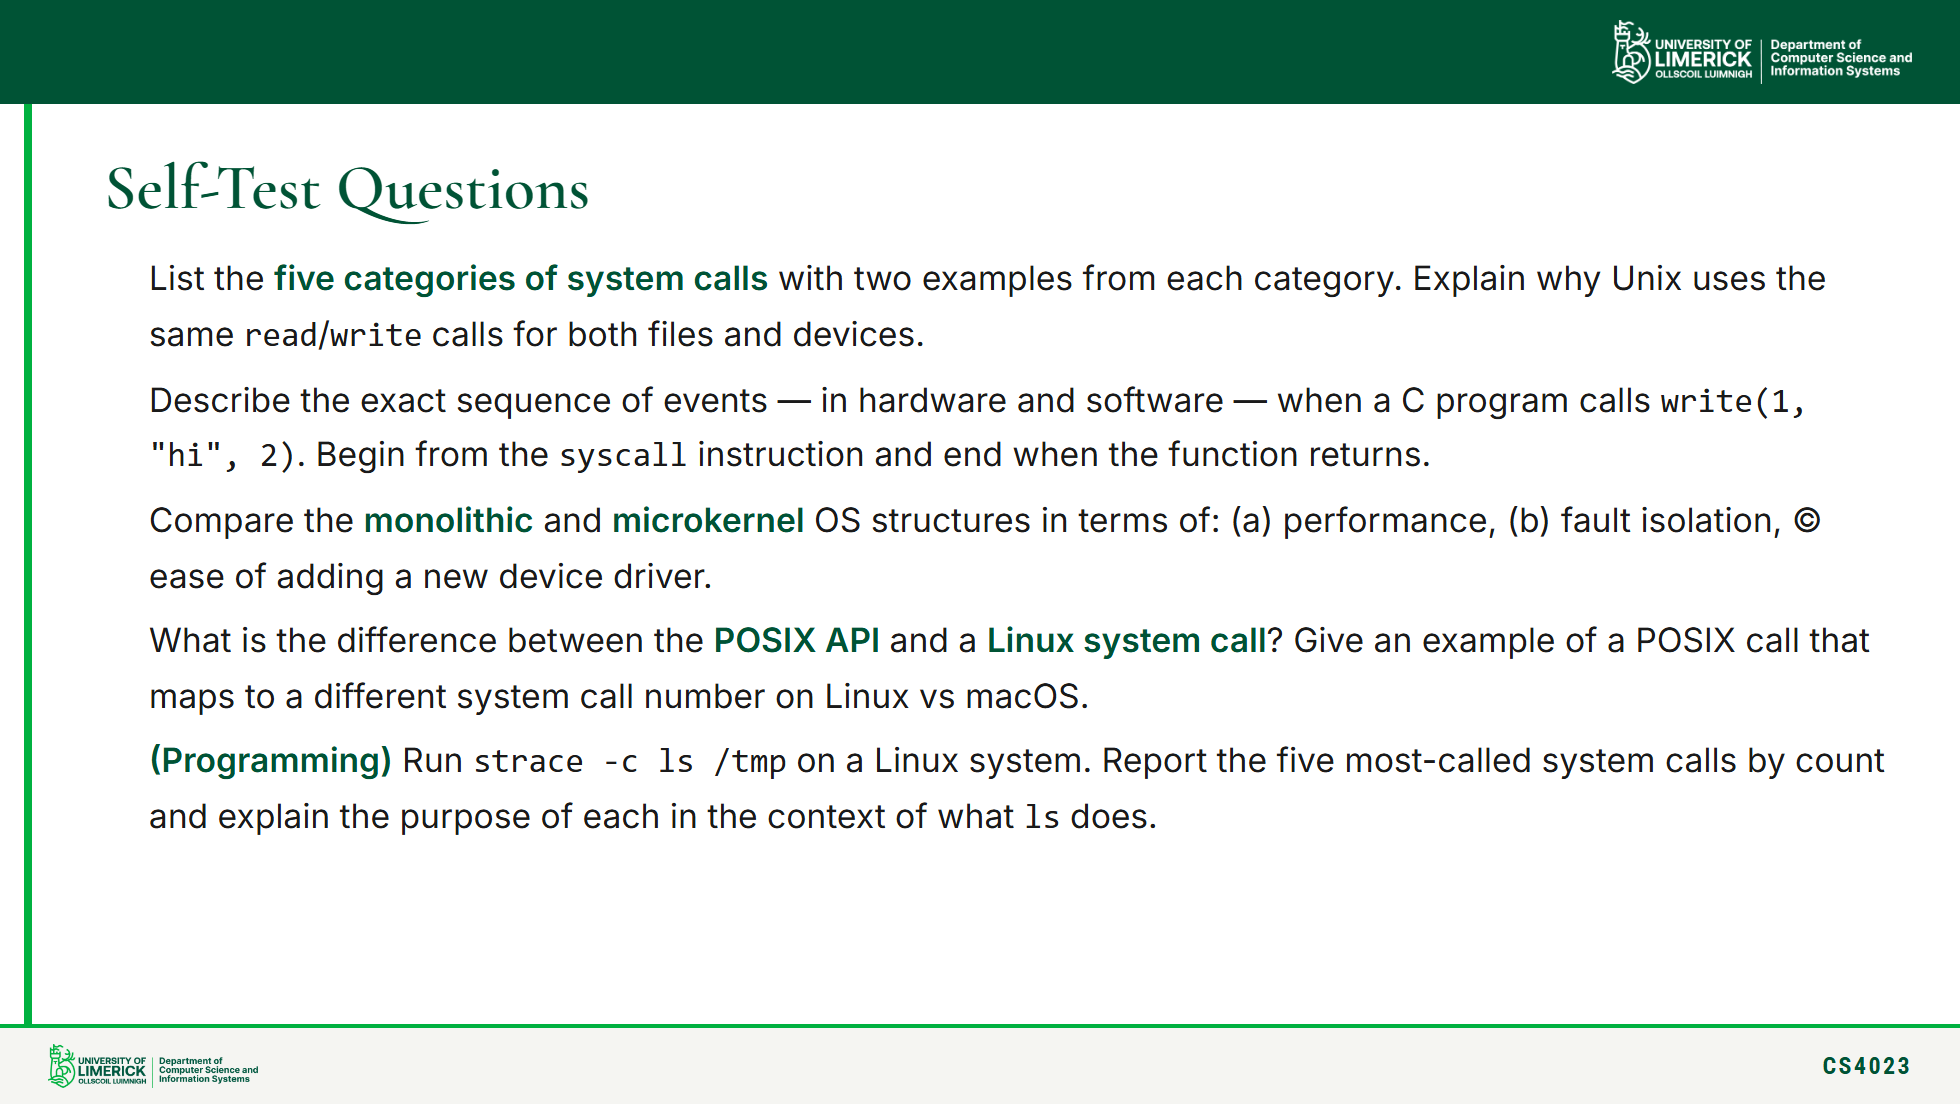 UNIVERSITY OF
LIMERICK
OLLSCOIL LUIMNIGH
Department of
Computer Science and
Information Systems
Self-Test Questions
List the five categories of system calls with two examples from each category. Explain why Unix uses the
same read/write calls for both files and devices.
Describe the exact sequence of events — in hardware and software — when a C program calls write(1,
"hi", 2). Begin from the syscall instruction and end when the function returns.
Compare the monolithic and microkernel OS structures in terms of: (a) performance, (b) fault isolation, ©
ease of adding a new device driver.
What is the difference between the POSIX API and a Linux system call? Give an example of a POSIX call that
maps to a different system call number on Linux vs macOS.
(Programming) Run strace -c ls /tmp on a Linux system. Report the five most-called system calls by count
and explain the purpose of each in the context of what ls does.
UNIVERSITY OF
LIMERICK
OLLSCOIL LUIMNIGH
Department of
Computer Science and
Information Systems
CS4023